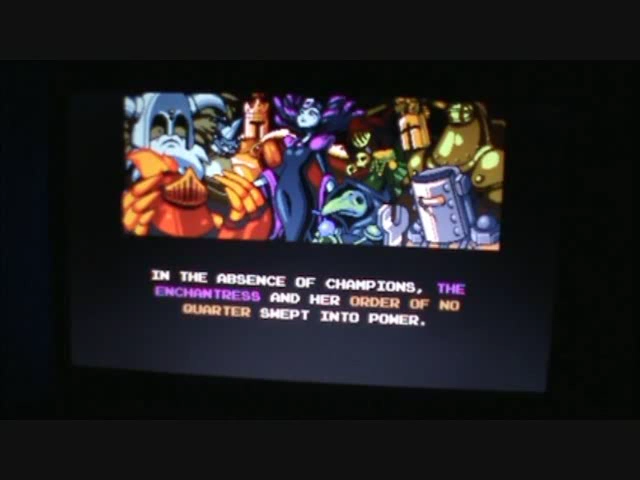 IN THE ABSENCE OF CHAMPIONS, THE
ENCHANTRESS AND HER ORDER OF NO
QUARTER SWEPT INTO POWER.